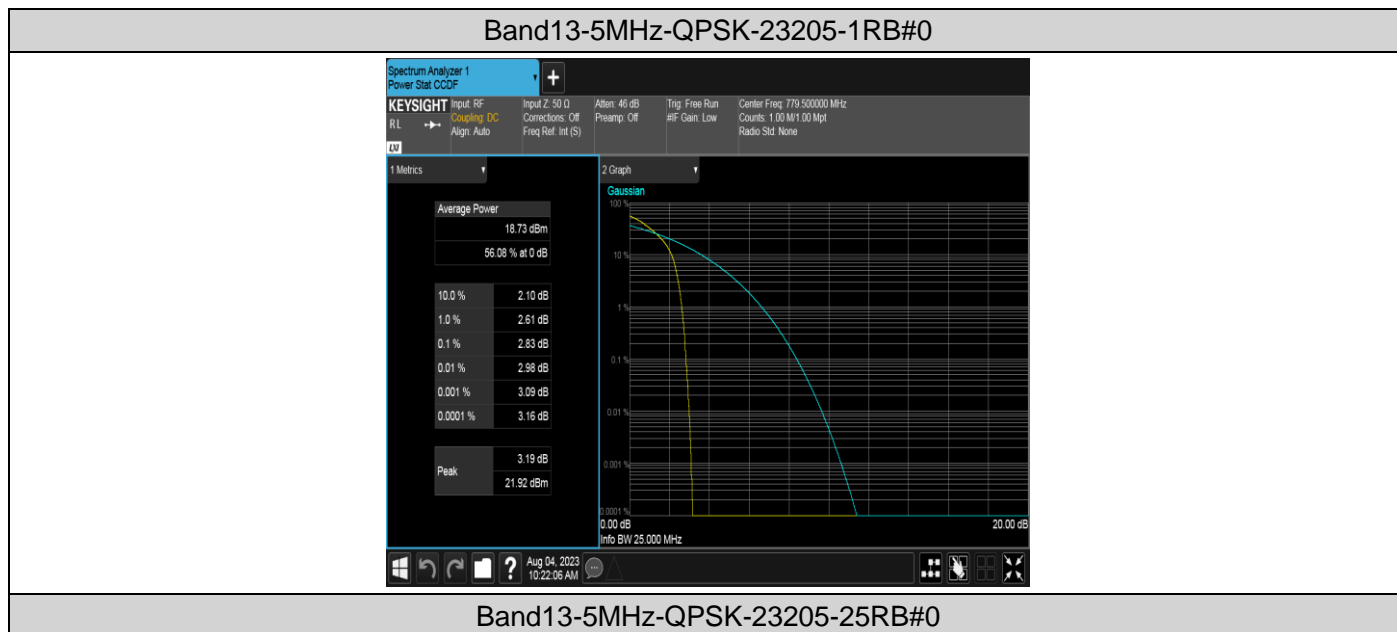 Band13-5MHz-QPSK-23205-1RB#0
Spectrum Analyzer 1
Power Stat CCDF
+
KEYSIGHT
Input: RF
Coupling: DC
Align: Auto
Input Z: 50 Ω
Corrections: Off
Freq Ref: Int (S)
Atten: 46 dB
Preamp: Off
Trig: Free Run
#IF Gain: Low
Center Freq: 779.500000 MHz
Counts: 1.00 M/1.00 Mpt
Radio Std: None
RL
LXI
1 Metrics
Average Power
18.73 dBm
56.08 % at 0 dB
10.0 % 2.10 dB
1.0 % 2.61 dB
0.1 % 2.83 dB
0.01 % 2.98 dB
0.001 % 3.09 dB
0.0001 % 3.16 dB
Peak
3.19 dB
21.92 dBm
2 Graph
Gaussian
100 %
10 %
1 %
0.1 %
0.01 %
0.001 %
0.0001 %
0.00 dB 20.00 dB
Info BW 25.000 MHz
? Aug 04, 2023
10:22:06 AM
Band13-5MHz-QPSK-23205-25RB#0